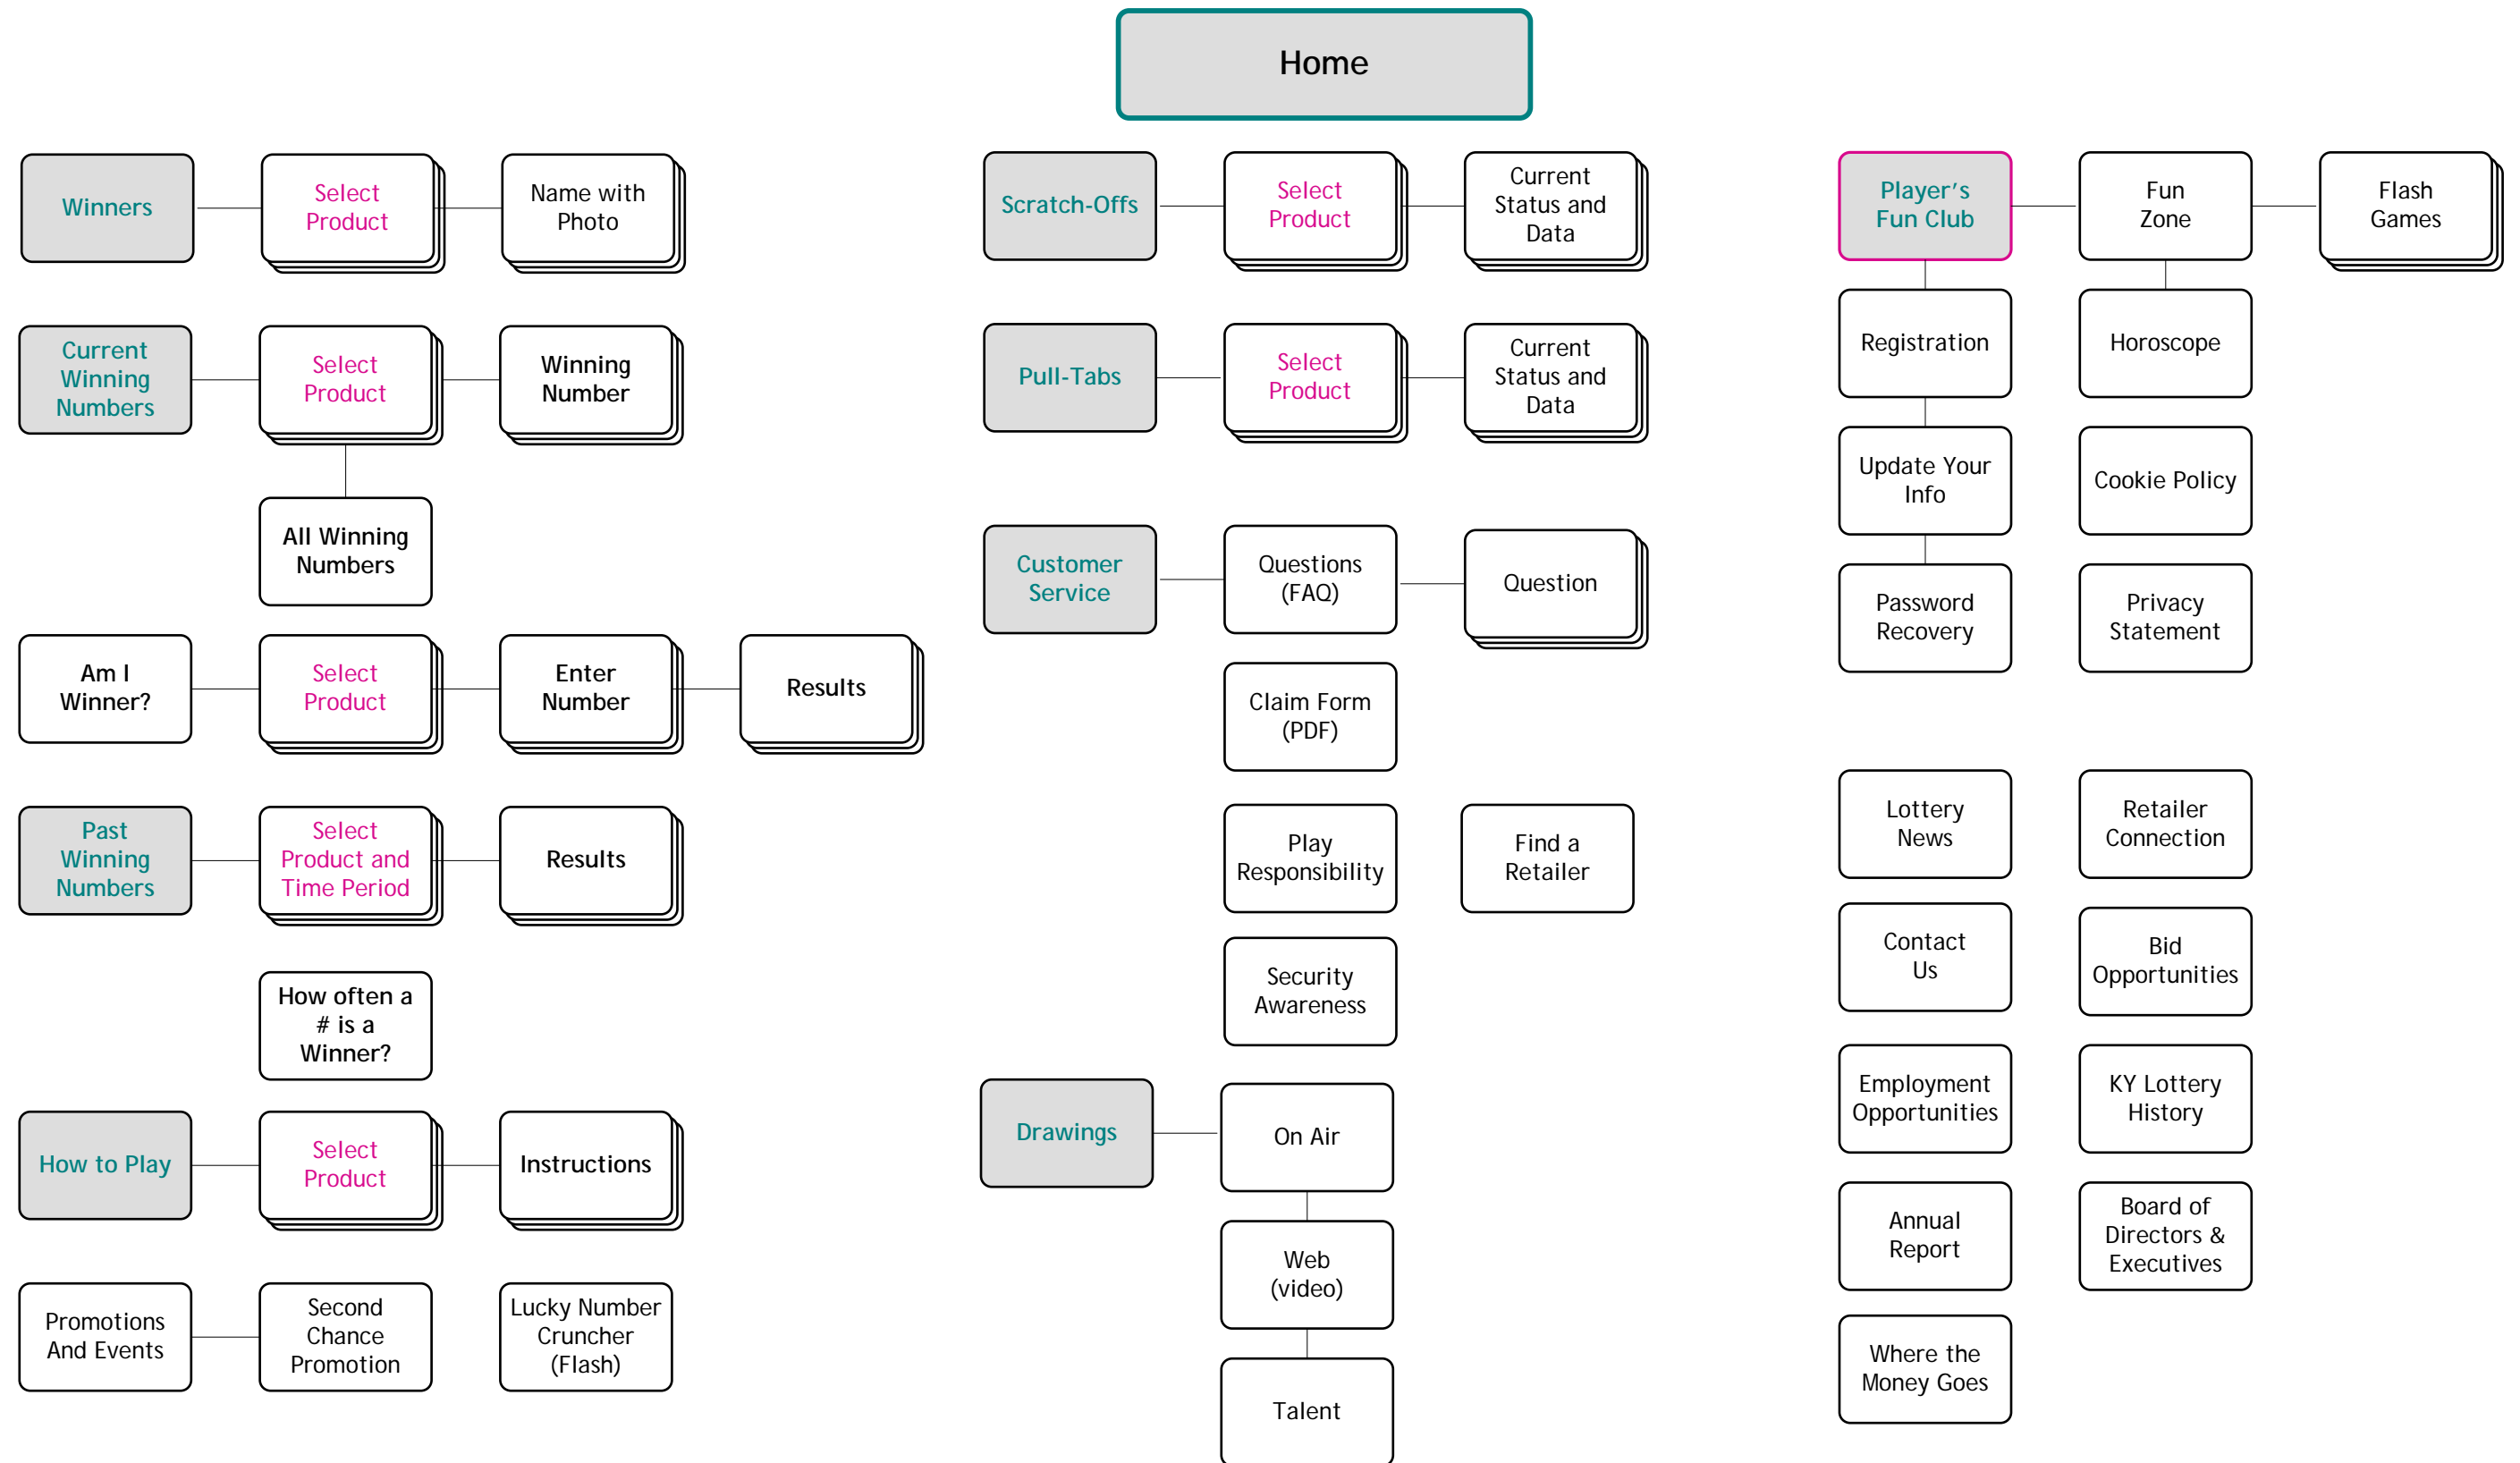 Home
Winners
Select
Product
Name with
Photo
Current
Winning
Numbers
Select
Product
Winning
Number
All Winning
Numbers
Am I
Winner?
Select
Product
Enter
Number
Results
Past
Winning
Numbers
Select
Product and
Time Period
Results
How often a
# is a
Winner?
How to Play
Select
Product
Instructions
Promotions
And Events
Second
Chance
Promotion
Lucky Number
Cruncher
(Flash)
Scratch-Offs
Select
Product
Current
Status and
Data
Pull-Tabs
Select
Product
Current
Status and
Data
Customer
Service
Questions
(FAQ)
Question
Claim Form
(PDF)
Play
Responsibility
Find a
Retailer
Security
Awareness
Drawings
On Air
Web
(video)
Talent
Player's
Fun Club
Fun
Zone
Flash
Games
Registration
Horoscope
Update Your
Info
Cookie Policy
Password
Recovery
Privacy
Statement
Lottery
News
Retailer
Connection
Contact
Us
Bid
Opportunities
Employment
Opportunities
KY Lottery
History
Annual
Report
Board of
Directors &
Executives
Where the
Money Goes